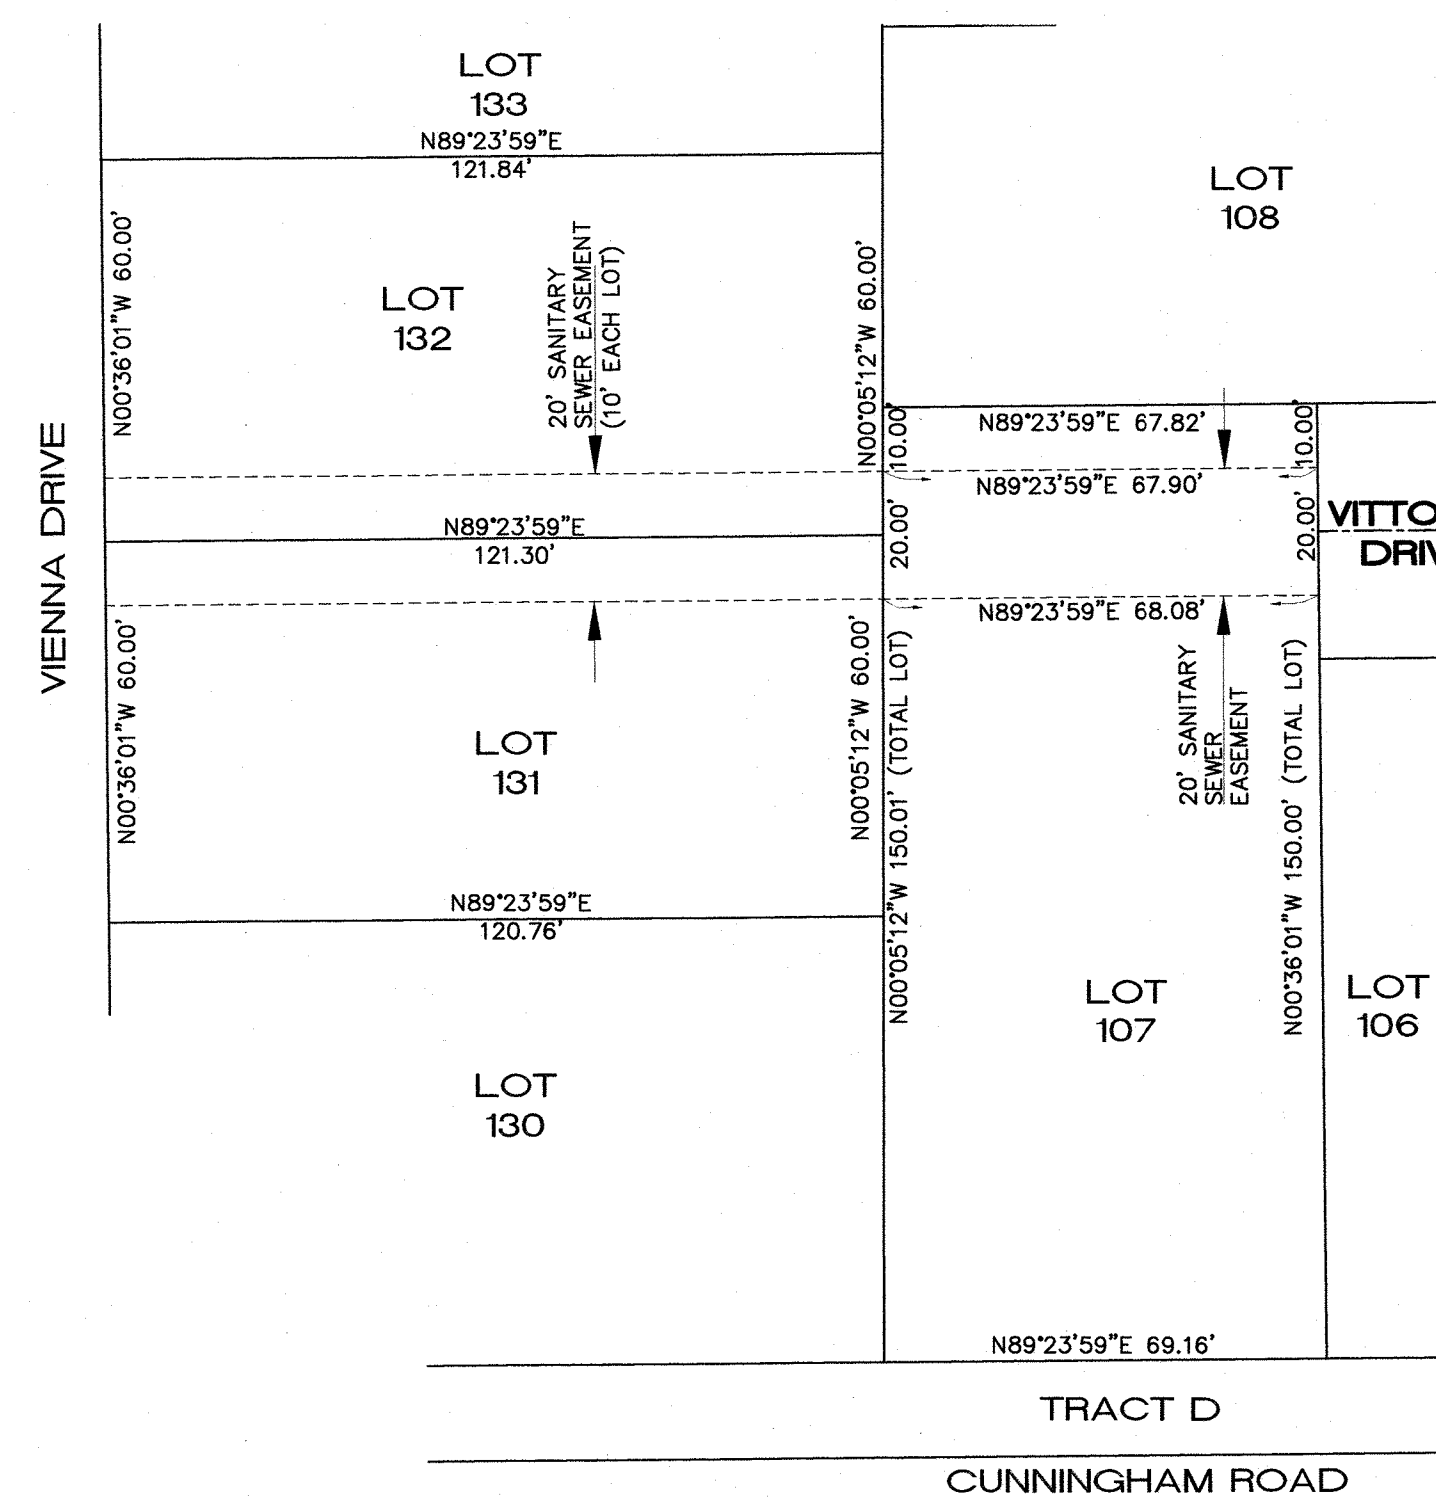 LOT
133
N89°23'59"E
121.84'
LOT
108
N00°36'01"W 60.00'
LOT
132
20' SANITARY
SEWER EASEMENT
(10' EACH LOT)
N00°05'12"W 60.00'
10.00'
N89°23'59"E 67.82'
10.00'
N89°23'59"E 67.90'
VIENNA DRIVE
N89°23'59"E
121.30'
20.00'
20.00'
VITTO
DRIV
N89°23'59"E 68.08'
N00°36'01"W 60.00'
LOT
131
N00°05'12"W 60.00'
N00°05'12"W 150.01' (TOTAL LOT)
20' SANITARY
SEWER
EASEMENT
N00°36'01"W 150.00' (TOTAL LOT)
N89°23'59"E
120.76'
LOT
107
LOT
106
LOT
130
N89°23'59"E 69.16'
TRACT D
CUNNINGHAM ROAD